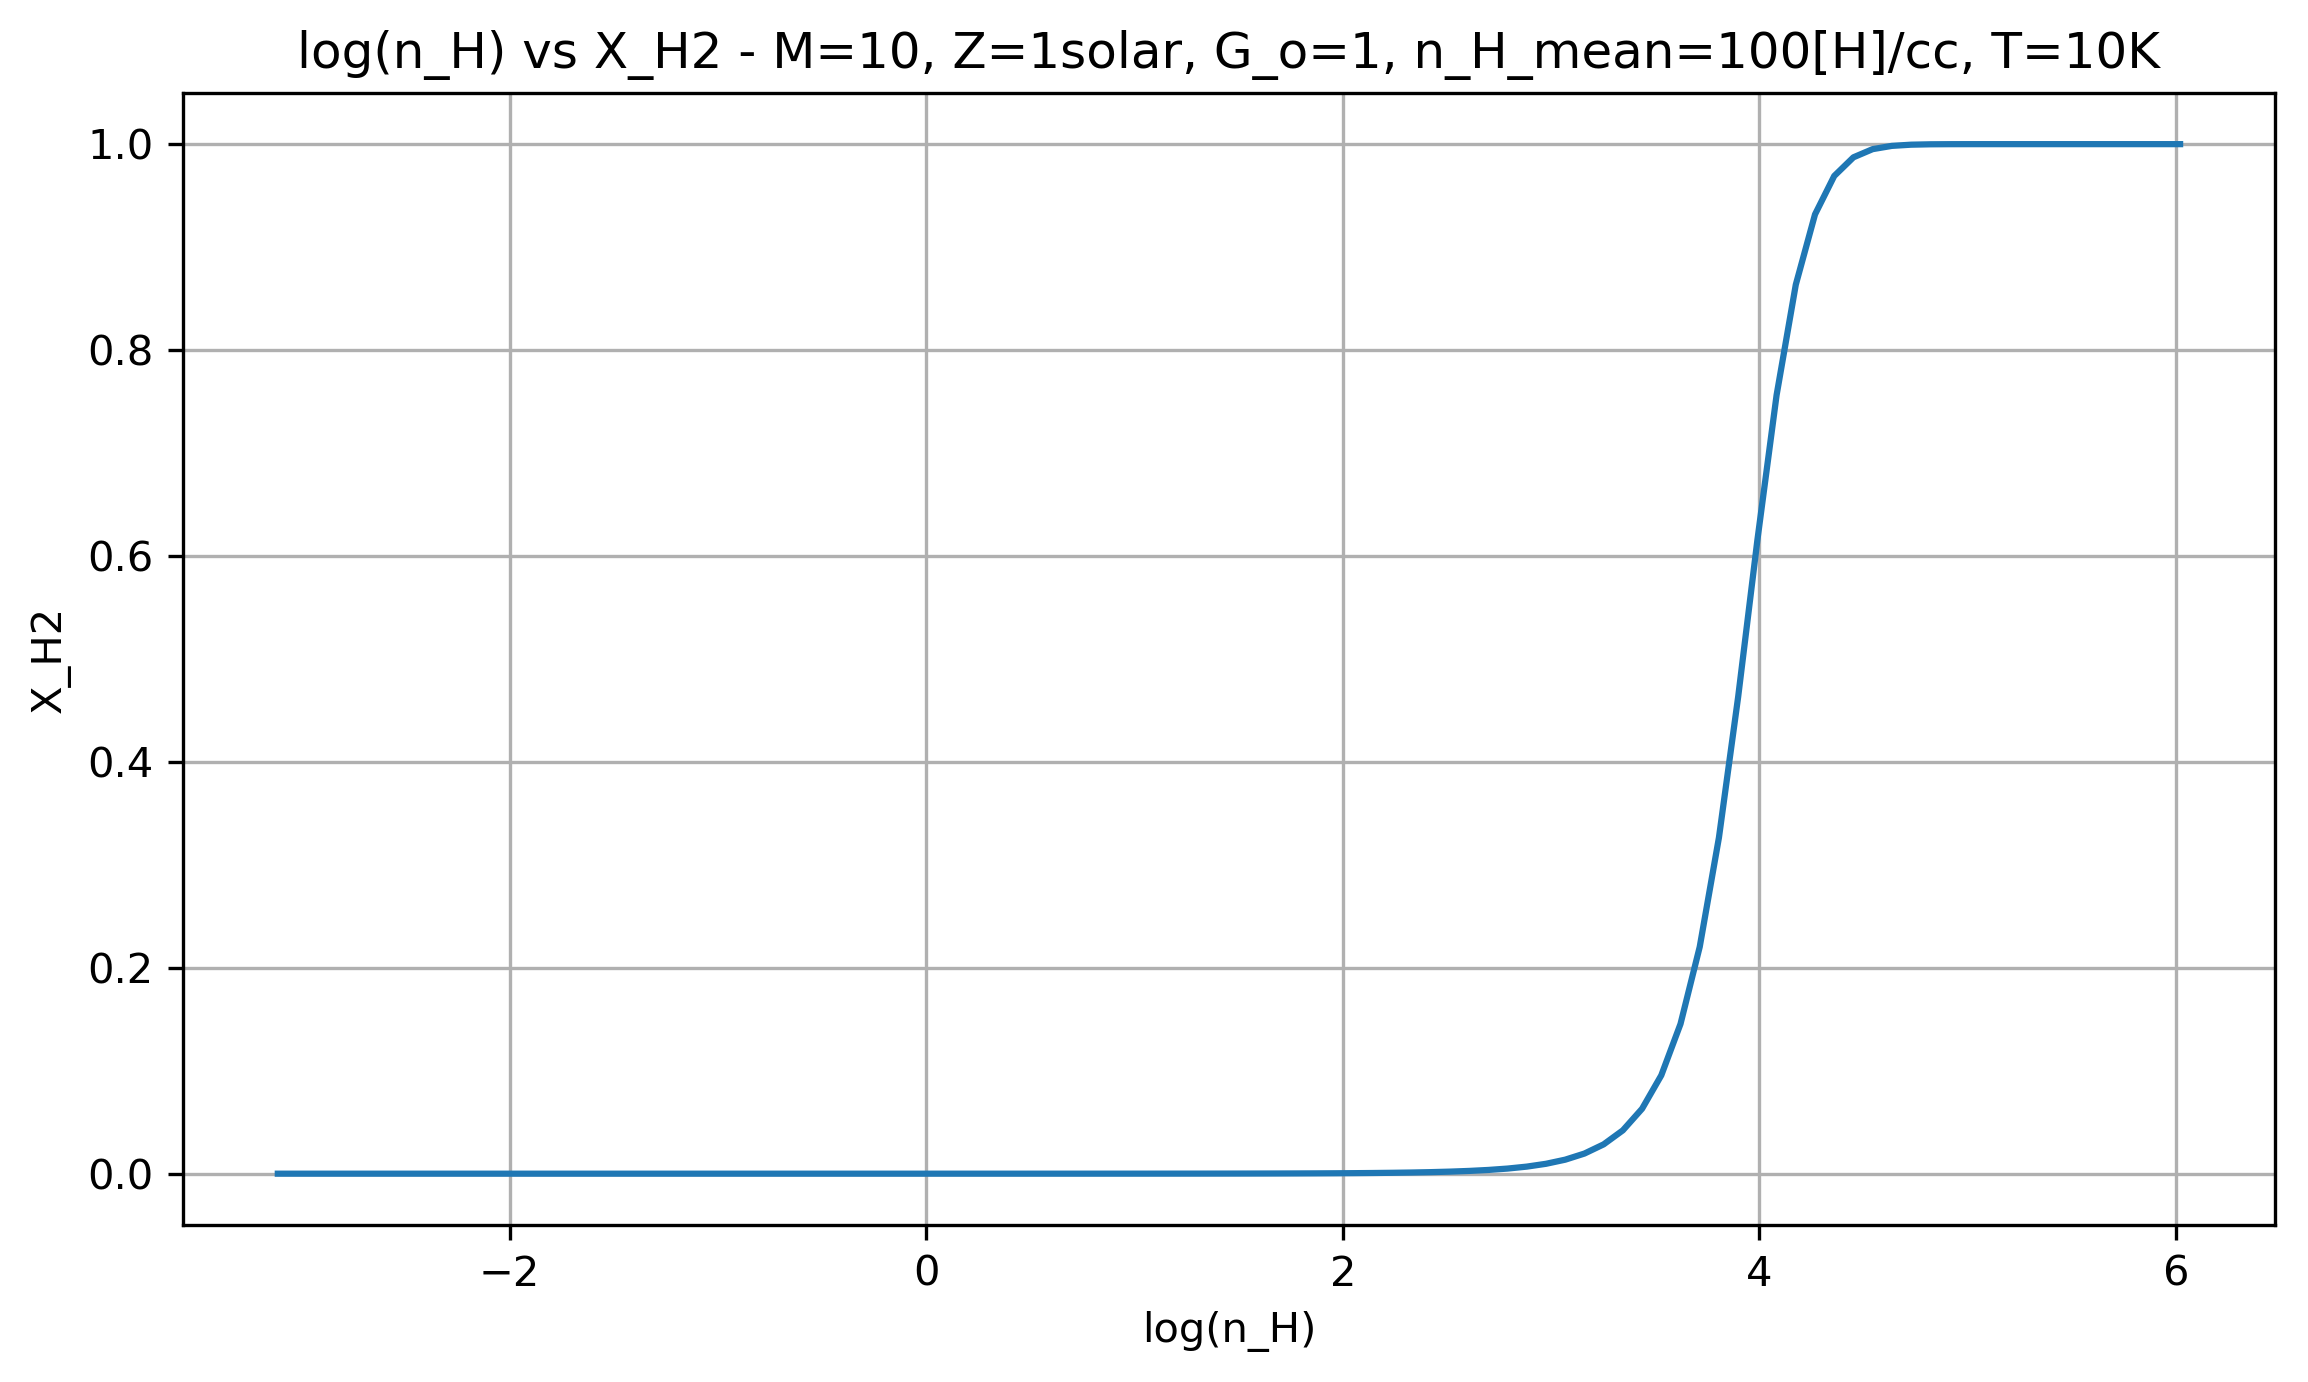 log(n_H) vs X_H2 - M=10, Z=1solar, G_o=1, n_H_mean=100[H]/cc, T=10K
1.0
0.8
0.6
0.4
0.2
0.0
X_H2
−2 0 2 4 6
log(n_H)